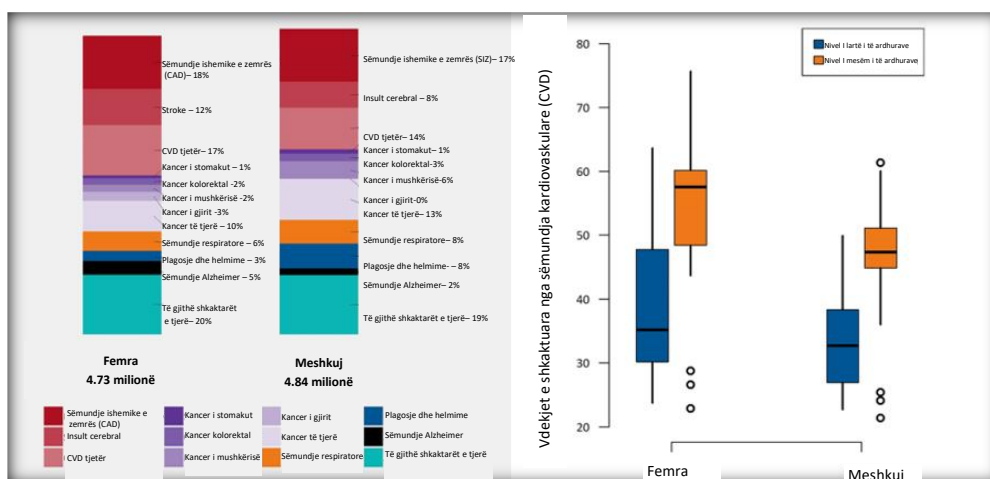 Sëmundje ishemike e zemrës
(CAD)– 18%
Stroke – 12%
CVD tjetër– 17%
Kancer i stomakut – 1%
Kancer kolorektal -2%
Kancer i mushkërisë -2%
Kancer i gjirit -3%
Kancer të tjerë – 10%
Sëmundje respiratore – 6%
Plagosje dhe helmime – 3%
Sëmundje Alzheimer – 5%
Të gjithë shkaktarët
e tjerë– 20%
Femra
4.73 milionë
Sëmundje ishemike e zemrës (SIZ)– 17%
Insult cerebral – 8%
CVD tjetër– 14%
Kancer i stomakut– 1%
Kancer kolorektal-3%
Kancer i mushkërisë-6%
Kancer i gjirit-0%
Kancer të tjerë– 13%
Sëmundje respiratore– 8%
Plagosje dhe helmime- – 8%
Sëmundje Alzheimer – 2%
Të gjithë shkaktarët e tjerë– 19%
Meshkuj
4.84 milionë
Sëmundje ishemike e
zemrës (CAD)
Insult cerebral
CVD tjetër
Kancer i stomakut
Kancer kolorektal
Kancer i mushkërisë
Kancer i gjirit
Kancer të tjerë
Sëmundje respiratore
Plagosje dhe helmime
Sëmundje Alzheimer
Të gjithë shkaktarët e tjerë
Vdekjet e shkaktuara nga sëmundja kardiovaskulare (CVD)
80
70
60
50
40
30
20
Nivel I lartë i të ardhurave
Nivel I mesëm i të ardhurave
Femra
Meshkuj